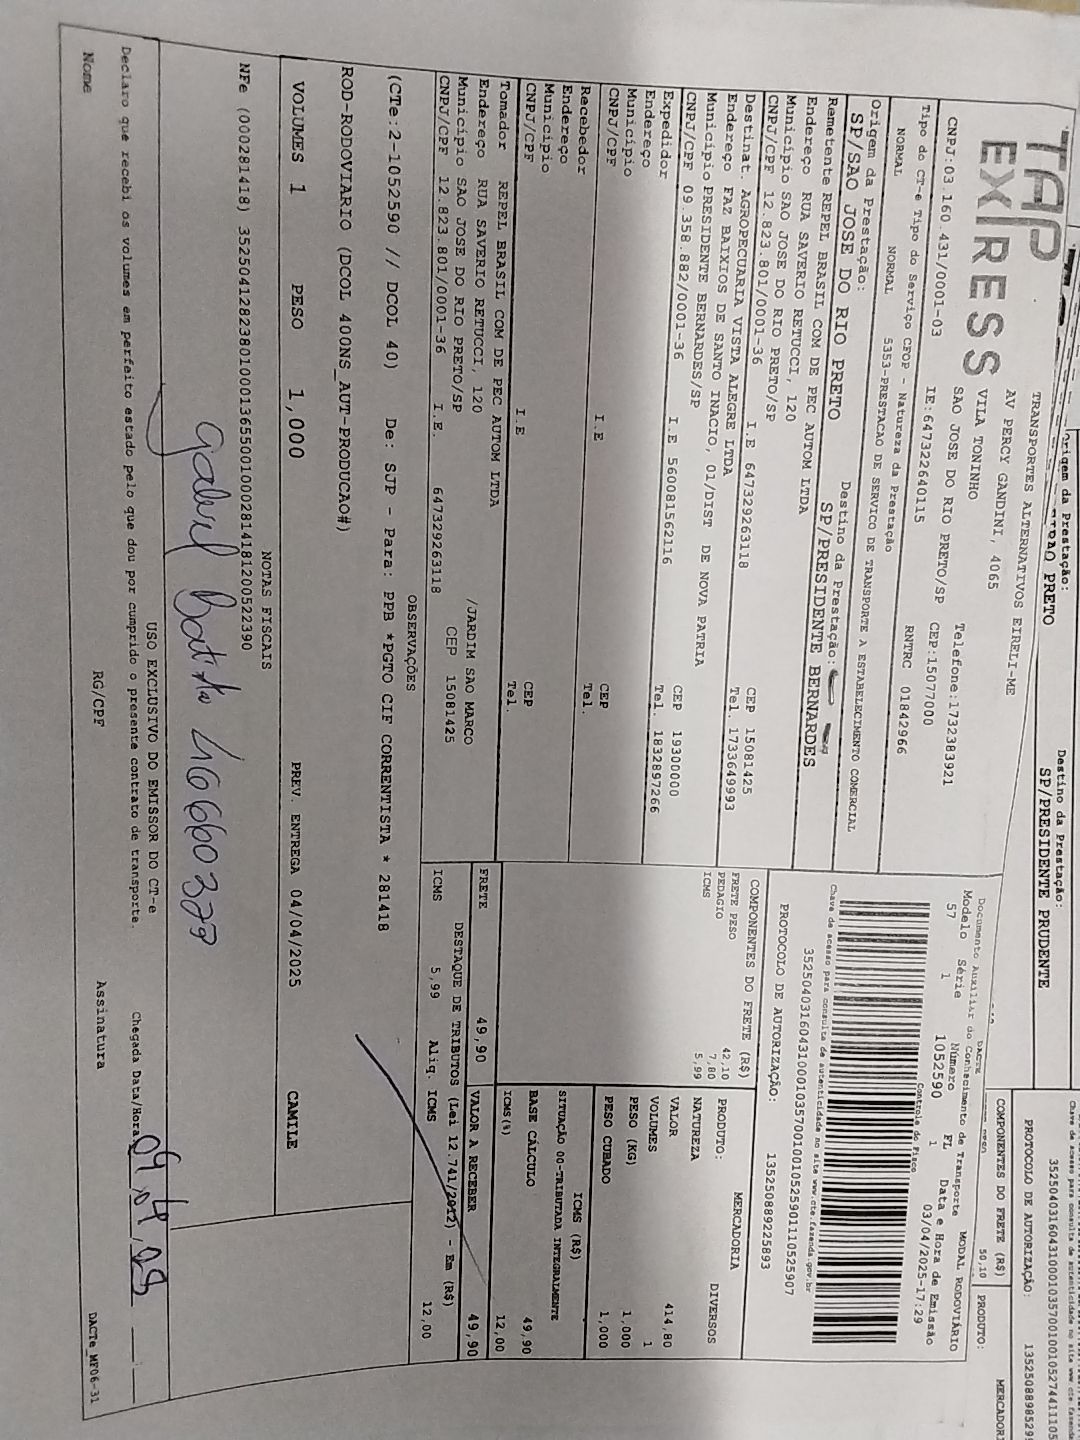 Origem da Prestação:
Destino da Prestação:
SP/PRESIDENTE PRUDENTE
COMPONENTES DO FRETE (R$)
50,10
PRODUTO:
PROTOCOLO DE AUTORIZAÇÃO:
TAP
EXPRESS
TRANSPORTES ALTERNATIVOS EIRELI-ME
AV PERCY GANDINI, 4065
VILA TONINHO
SAO JOSE DO RIO PRETO/SP CEP:15077000
Telefone:1732383921
CNPJ:03.160.431/0001-03 IE:647322640115 RNTRC 01842966
DACTE
Documento Auxiliar do Conhecimento de Transporte MODAL RODOVIÁRIO
Modelo Série Número FL Data e Hora de Emissão
57 1 1052590 1 03/04/2025-17:29
Controle do Fisco
Tipo do CT-e Tipo do Serviço CFOP - Natureza da Prestação
NORMAL NORMAL 5353-PRESTACAO DE SERVICO DE TRANSPORTE A ESTABELECIMENTO COMERCIAL
Chave de acesso para consulta de autenticidade no site www.cte.fazenda.gov.br
35250403160431000103570010010525901110525907
PROTOCOLO DE AUTORIZAÇÃO: 135250889225893
Origem da Prestação: Destino da Prestação:
SP/SAO JOSE DO RIO PRETO SP/PRESIDENTE BERNARDES
Remetente REPEL BRASIL COM DE PEC AUTOM LTDA
Endereço RUA SAVERIO RETUCCI, 120
Município SAO JOSE DO RIO PRETO/SP CEP 15081425
CNPJ/CPF 12.823.801/0001-36 I.E 647329263118 Tel. 1733649993
Destinat. AGROPECUARIA VISTA ALEGRE LTDA
Endereço FAZ BAIXIOS DE SANTO INACIO, 01/DIST DE NOVA PATRIA
Município PRESIDENTE BERNARDES/SP CEP 19300000
CNPJ/CPF 09.358.882/0001-36 I.E 560081562116 Tel. 1832897266
Expedidor
Endereço
Município CEP
CNPJ/CPF I.E Tel.
Recebedor
Endereço
Município CEP
CNPJ/CPF I.E Tel.
Tomador REPEL BRASIL COM DE PEC AUTOM LTDA
Endereço RUA SAVERIO RETUCCI, 120 /JARDIM SAO MARCO
Município SAO JOSE DO RIO PRETO/SP CEP 15081425
CNPJ/CPF 12.823.801/0001-36 I.E. 647329263118
COMPONENTES DO FRETE (R$)
FRETE PESO 42,10
PEDAGIO 7,80
ICMS 5,99
MERCADORIA
PRODUTO: DIVERSOS
NATUREZA
VALOR 414,80
VOLUMES 1
PESO (KG) 1,000
PESO CUBADO 1,000
ICMS (R$)
SITUAÇÃO 00-TRIBUTADA INTEGRALMENTE
BASE CÁLCULO 49,90
ICMS(%) 12,00
FRETE 49,90 VALOR A RECEBER 49,90
DESTAQUE DE TRIBUTOS (Lei 12.741/2012) - Em (R$)
ICMS 5,99 Aliq. ICMS 12,00
OBSERVAÇÕES
(CTe:2-1052590 // DCOL 40) De: SJP - Para: PPB *PGTO CIF CORRENTISTA * 281418
ROD-RODOVIARIO (DCOL 400NS_AUT-PRODUCAO#)
VOLUMES 1 PESO 1,000 PREV. ENTREGA 04/04/2025 CAMILE
NOTAS FISCAIS
NFe (000281418) 35250412823801000136550010002814181200522390
Gabriel Batista 46660379
USO EXCLUSIVO DO EMISSOR DO CT-e
Declaro que recebi os volumes em perfeito estado pelo que dou por cumprido o presente contrato de transporte.
Chegada Data/Hora
Nome RG/CPF Assinatura
DACTe_MF06-31